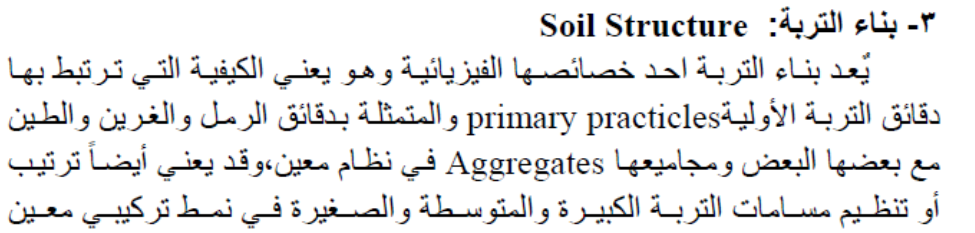 ٣- بناء التربة: Soil Structure
يٌعد بناء التربة احد خصائصها الفيزيائية وهو يعني الكيفية التي ترتبط بها
دقائق التربة الأوليةprimary practicles والمتمثلة بدقائق الرمل والغرين والطين
مع بعضها البعض ومجاميعها Aggregates في نظام معين،وقد يعني أيضاً ترتيب
أو تنظيم مسامات التربة الكبيرة والمتوسطة والصغيرة في نمط تركيبي معين